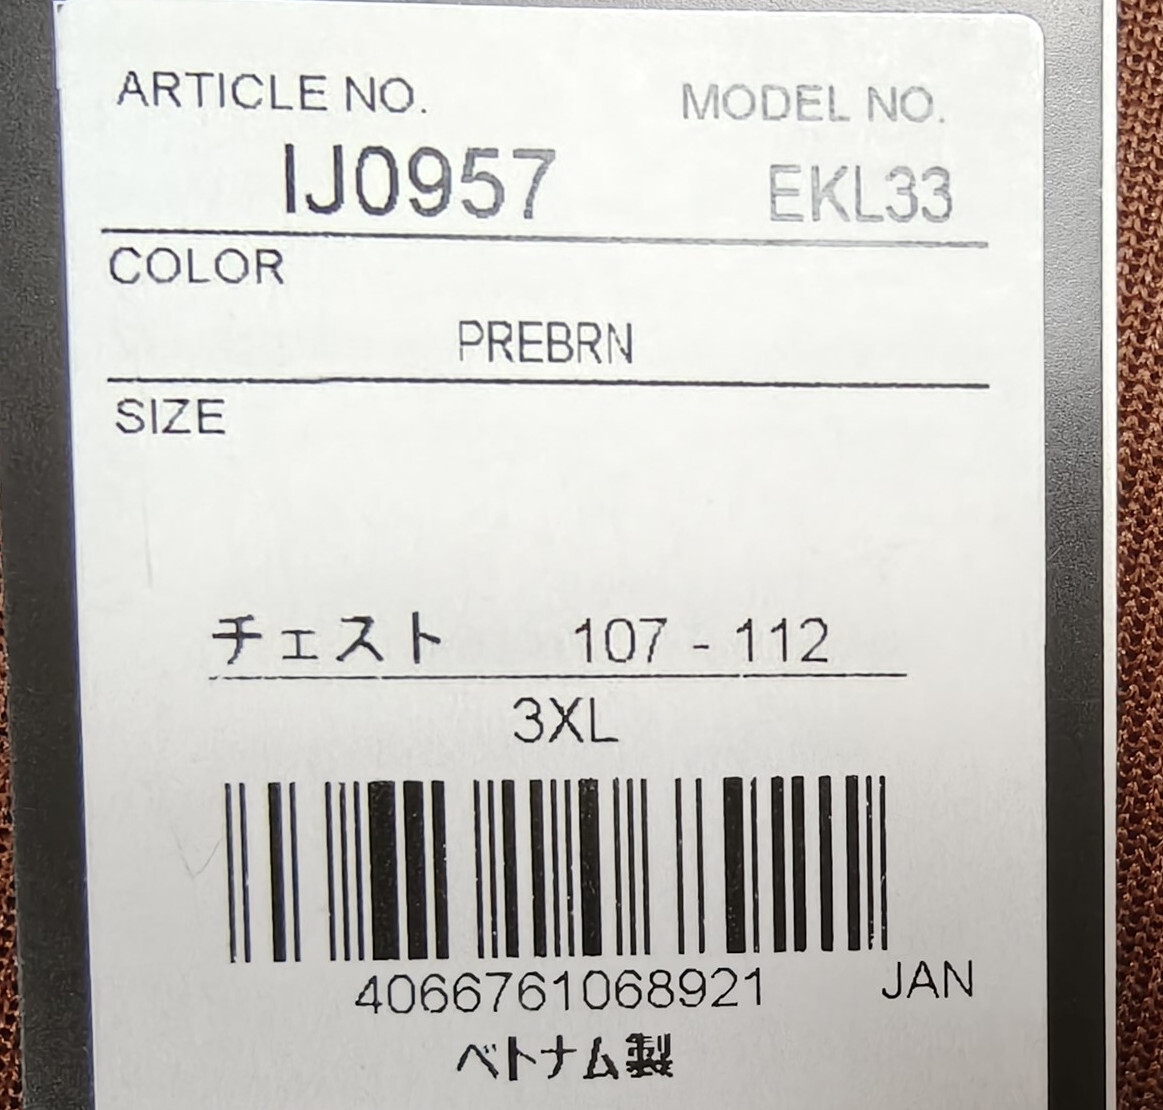 ARTICLE NO. MODEL NO.
IJ0957 EKL33
COLOR
PREBRN
SIZE
チェスト 107 - 112
3XL
4066761068921 JAN
ベトナム製